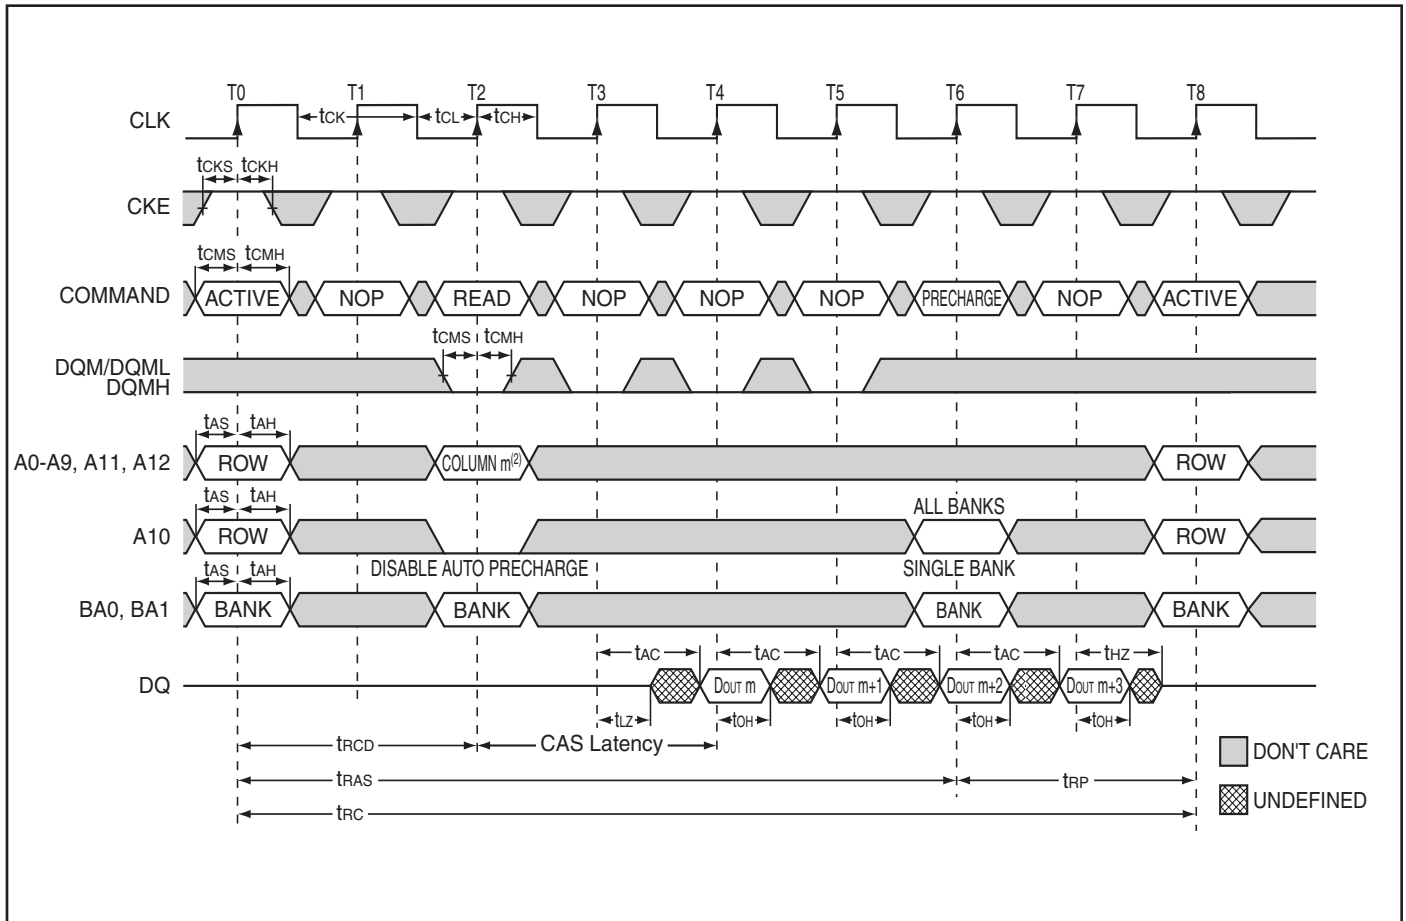 T0 T1 T2 T3 T4 T5 T6 T7 T8
CLK
tCK tCL tCH
tCKS tCKH
CKE
tCMS tCMH
COMMAND ACTIVE NOP READ NOP NOP NOP PRECHARGE NOP ACTIVE
tCMS tCMH
DQM/DQML
DQMH
tAS tAH
A0-A9, A11, A12 ROW COLUMN m(2) ROW
tAS tAH ALL BANKS
A10 ROW ROW
DISABLE AUTO PRECHARGE SINGLE BANK
tAS tAH
BA0, BA1 BANK BANK BANK BANK
tAC tAC tAC tAC tHZ
DQ DOUT m DOUT m+1 DOUT m+2 DOUT m+3
tLZ tOH tOH tOH tOH
tRCD CAS Latency
DON'T CARE
tRAS tRP
UNDEFINED
tRC